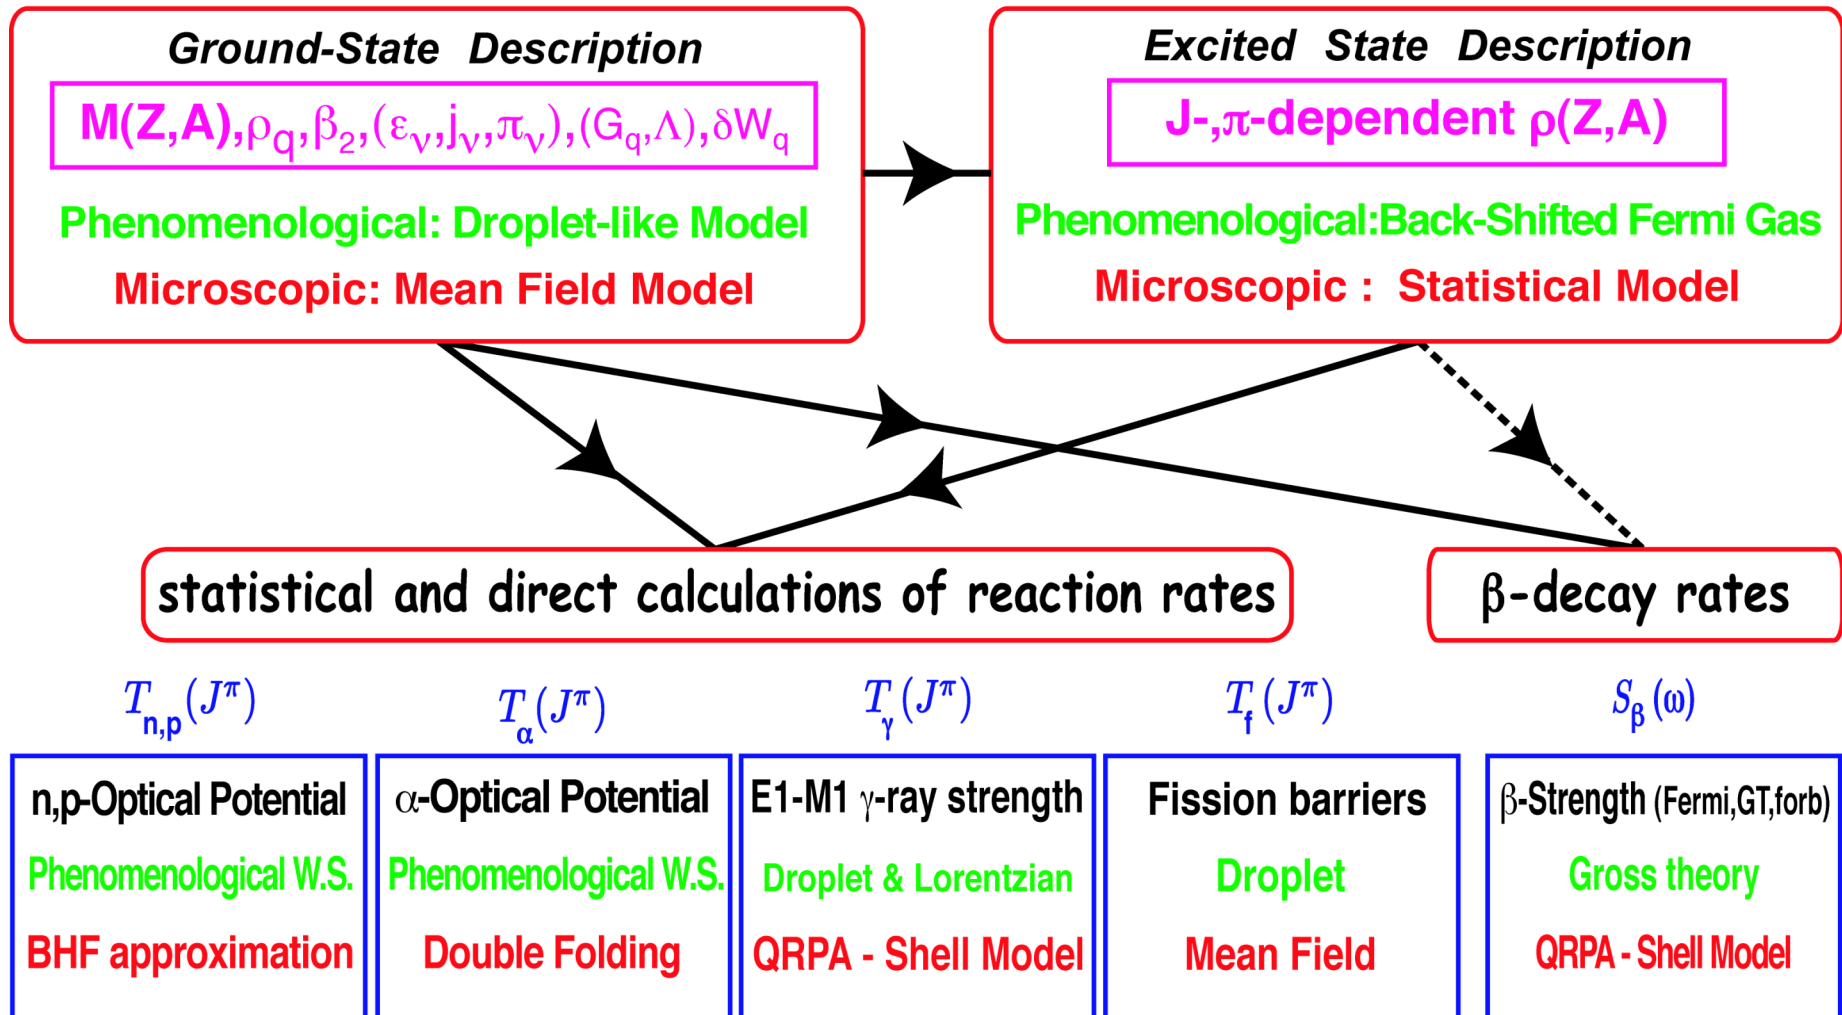 Ground-State Description
M(Z,A),ρq,β2,(εν,jν,πν),(Gq,Λ),δWq
Phenomenological: Droplet-like Model
Microscopic: Mean Field Model
Excited State Description
J-,π-dependent ρ(Z,A)
Phenomenological:Back-Shifted Fermi Gas
Microscopic : Statistical Model
statistical and direct calculations of reaction rates
β-decay rates
Tn,p(Jπ)
n,p-Optical Potential
Phenomenological W.S.
BHF approximation
Tα(Jπ)
α-Optical Potential
Phenomenological W.S.
Double Folding
Tγ(Jπ)
E1-M1 γ-ray strength
Droplet & Lorentzian
QRPA - Shell Model
Tf(Jπ)
Fission barriers
Droplet
Mean Field
Sβ(ω)
β-Strength (Fermi,GT,forb)
Gross theory
QRPA - Shell Model